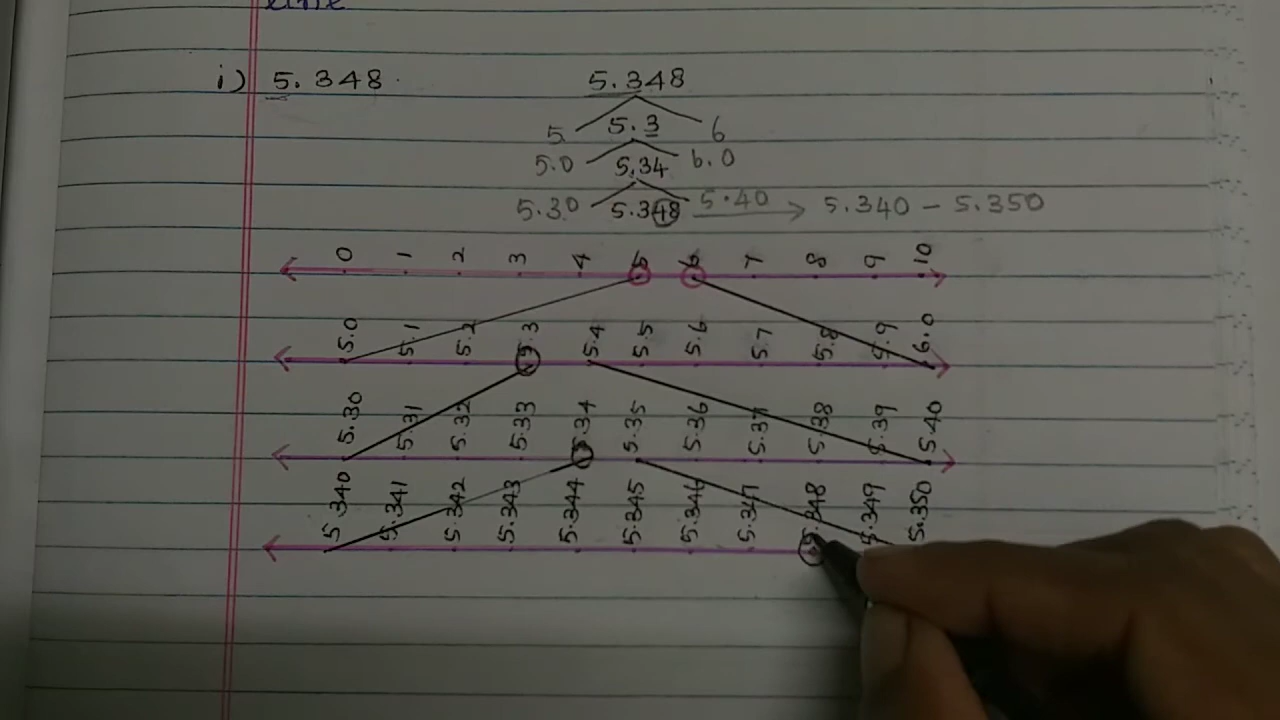 i) 5.348. 5.348
5 5.3 6
5.0 5.34 6.0
5.30 5.348 5.40 → 5.340 - 5.350
0 1 2 3 4 5 6 7 8 9 10
5.0 5.1 5.2 5.3 5.4 5.5 5.6 5.7 5.8 5.9 6.0
5.30 5.31 5.32 5.33 5.34 5.35 5.36 5.37 5.38 5.39 5.40
5.340 5.341 5.342 5.343 5.344 5.345 5.346 5.347 5.348 5.349 5.350